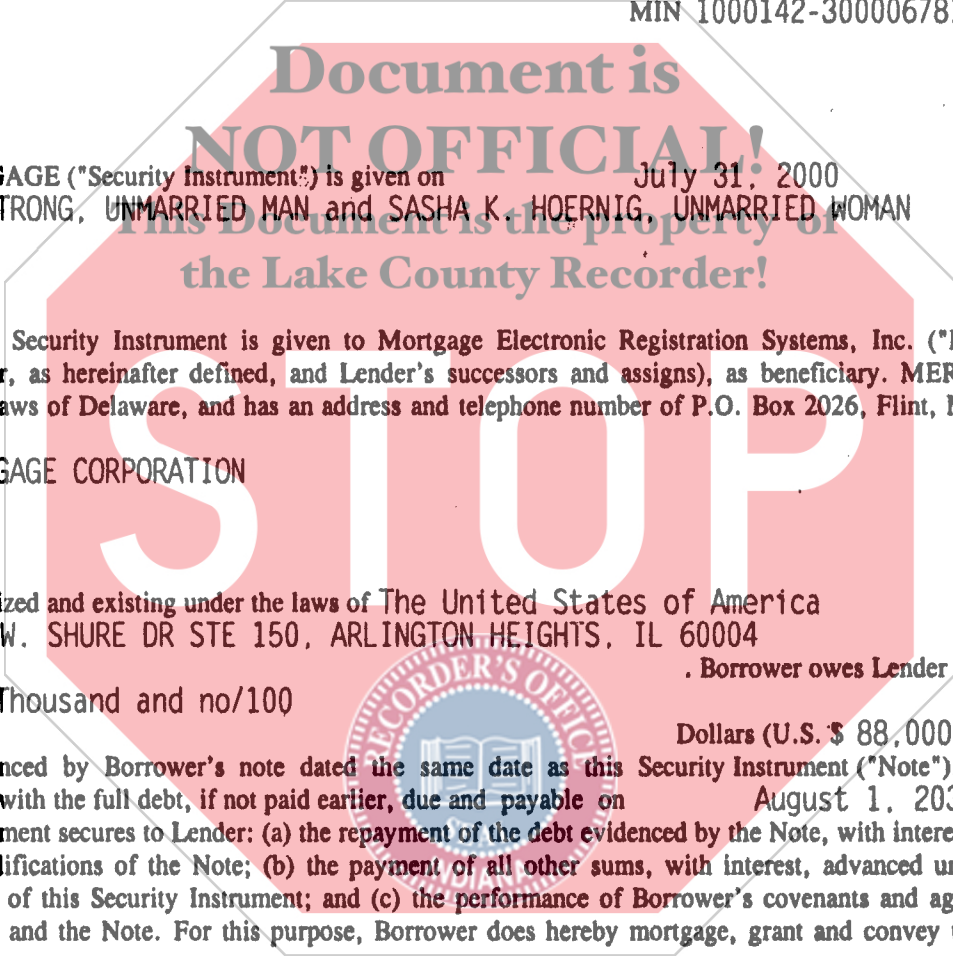 MIN 1000142-30000678
Document is
NOT OFFICIAL!
GAGE ("Security Instrument") is given on July 31, 2000
TRONG, UNMARRIED MAN and SASHA K. HOERNIG, UNMARRIED WOMAN
This Document is the property of
the Lake County Recorder!
Security Instrument is given to Mortgage Electronic Registration Systems, Inc. ("
r, as hereinafter defined, and Lender's successors and assigns), as beneficiary. MER
aws of Delaware, and has an address and telephone number of P.O. Box 2026, Flint,
STOP
GAGE CORPORATION
ized and existing under the laws of The United States of America
W. SHURE DR STE 150, ARLINGTON HEIGHTS, IL 60004
. Borrower owes Lender
Thousand and no/100
Dollars (U.S. $ 88,000
RECORDER'S OFFICE
nced by Borrower's note dated the same date as this Security Instrument ("Note")
with the full debt, if not paid earlier, due and payable on August 1, 203
ment secures to Lender: (a) the repayment of the debt evidenced by the Note, with intere
lifications of the Note; (b) the payment of all other sums, with interest, advanced un
of this Security Instrument; and (c) the performance of Borrower's covenants and ag
and the Note. For this purpose, Borrower does hereby mortgage, grant and convey